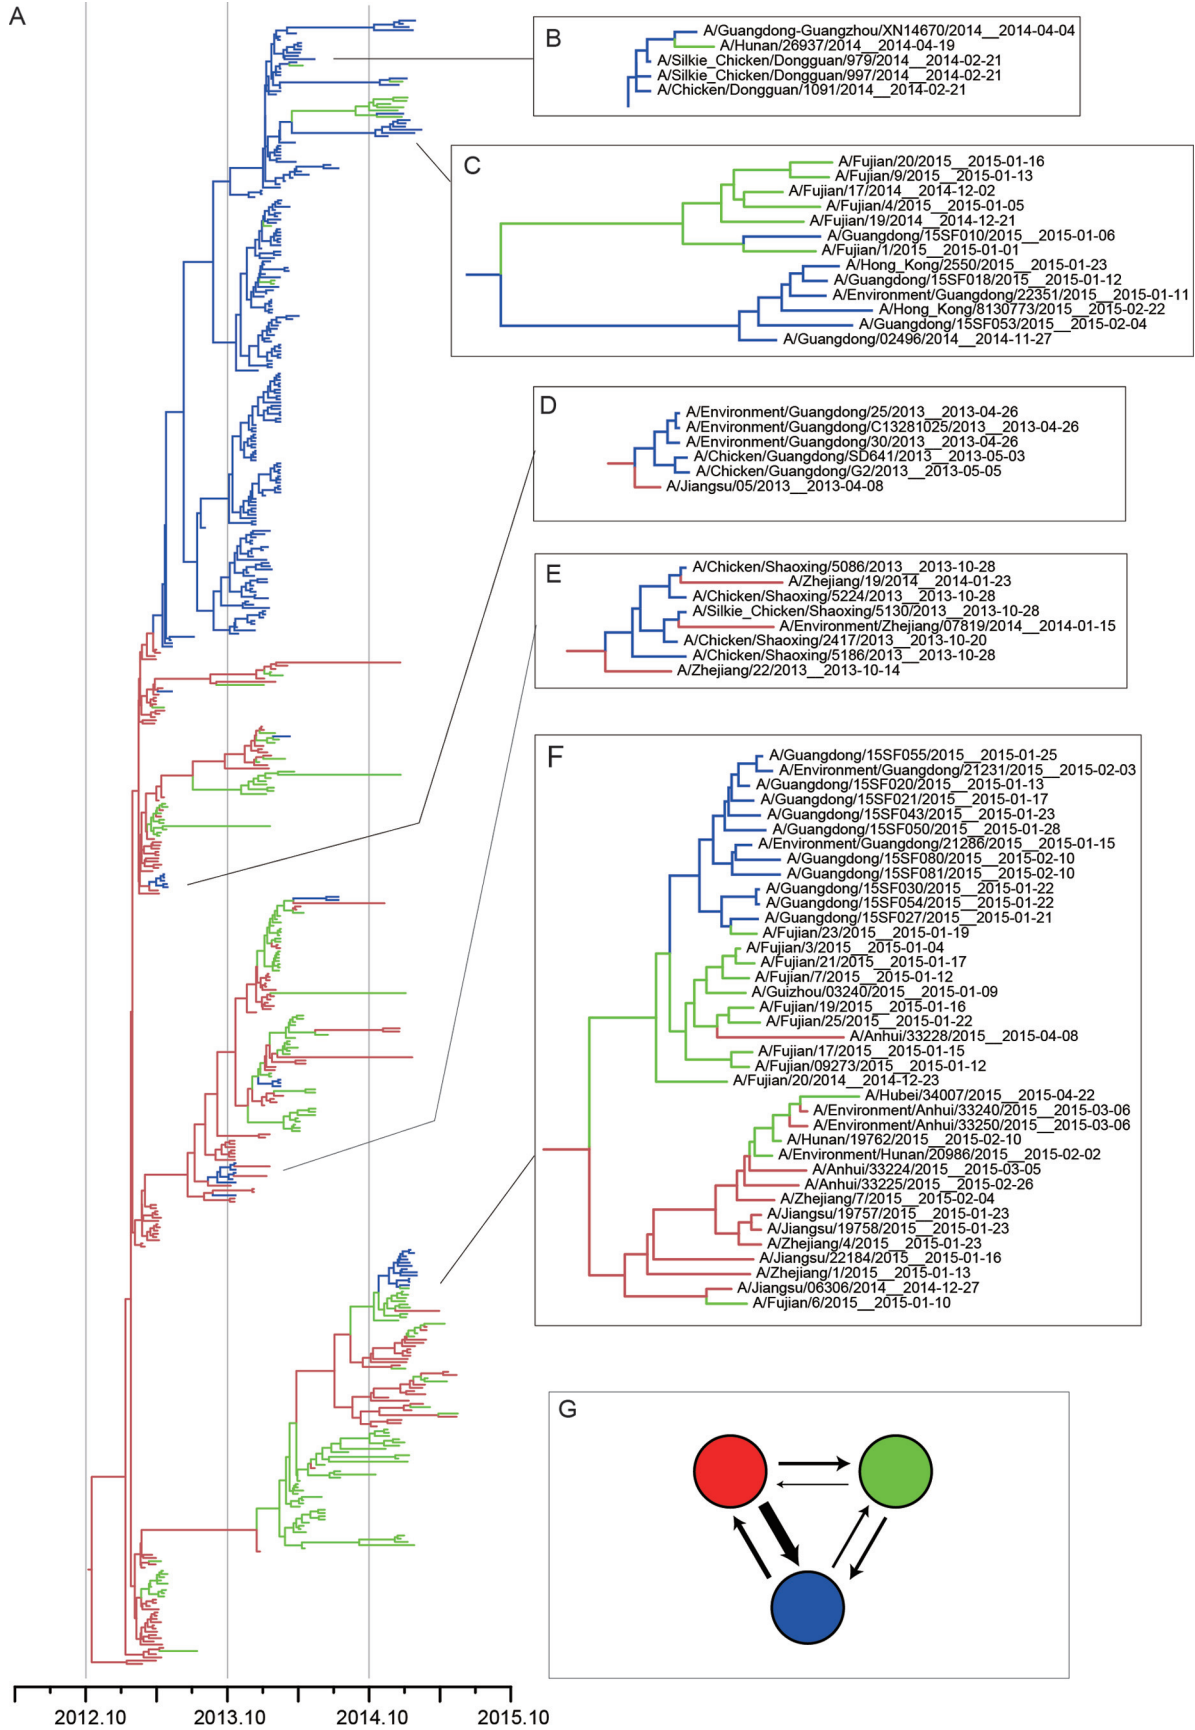 A
B
A/Guangdong-Guangzhou/XN14670/2014__2014-04-04
A/Hunan/26937/2014__2014-04-19
A/Silkie_Chicken/Dongguan/979/2014__2014-02-21
A/Silkie_Chicken/Dongguan/997/2014__2014-02-21
A/Chicken/Dongguan/1091/2014__2014-02-21
C
A/Fujian/20/2015__2015-01-16
A/Fujian/9/2015__2015-01-13
A/Fujian/17/2014__2014-12-02
A/Fujian/4/2015__2015-01-05
A/Fujian/19/2014__2014-12-21
A/Guangdong/15SF010/2015__2015-01-06
A/Fujian/1/2015__2015-01-01
A/Hong_Kong/2550/2015__2015-01-23
A/Guangdong/15SF018/2015__2015-01-12
A/Environment/Guangdong/22351/2015__2015-01-11
A/Hong_Kong/8130773/2015__2015-02-22
A/Guangdong/15SF053/2015__2015-02-04
A/Guangdong/02496/2014__2014-11-27
D
A/Environment/Guangdong/25/2013__2013-04-26
A/Environment/Guangdong/C13281025/2013__2013-04-26
A/Environment/Guangdong/30/2013__2013-04-26
A/Chicken/Guangdong/SD641/2013__2013-05-03
A/Chicken/Guangdong/G2/2013__2013-05-05
A/Jiangsu/05/2013__2013-04-08
E
A/Chicken/Shaoxing/5086/2013__2013-10-28
A/Zhejiang/19/2014__2014-01-23
A/Chicken/Shaoxing/5224/2013__2013-10-28
A/Silkie_Chicken/Shaoxing/5130/2013__2013-10-28
A/Environment/Zhejiang/07819/2014__2014-01-15
A/Chicken/Shaoxing/2417/2013__2013-10-20
A/Chicken/Shaoxing/5186/2013__2013-10-28
A/Zhejiang/22/2013__2013-10-14
F
A/Guangdong/15SF055/2015__2015-01-25
A/Environment/Guangdong/21231/2015__2015-02-03
A/Guangdong/15SF020/2015__2015-01-13
A/Guangdong/15SF021/2015__2015-01-17
A/Guangdong/15SF043/2015__2015-01-23
A/Guangdong/15SF050/2015__2015-01-28
A/Environment/Guangdong/21286/2015__2015-01-15
A/Guangdong/15SF080/2015__2015-02-10
A/Guangdong/15SF081/2015__2015-02-10
A/Guangdong/15SF030/2015__2015-01-22
A/Guangdong/15SF054/2015__2015-01-22
A/Guangdong/15SF027/2015__2015-01-21
A/Fujian/23/2015__2015-01-19
A/Fujian/3/2015__2015-01-04
A/Fujian/21/2015__2015-01-17
A/Fujian/7/2015__2015-01-12
A/Guizhou/03240/2015__2015-01-09
A/Fujian/19/2015__2015-01-16
A/Fujian/25/2015__2015-01-22
A/Anhui/33228/2015__2015-04-08
A/Fujian/17/2015__2015-01-15
A/Fujian/09273/2015__2015-01-12
A/Fujian/20/2014__2014-12-23
A/Hubei/34007/2015__2015-04-22
A/Environment/Anhui/33240/2015__2015-03-06
A/Environment/Anhui/33250/2015__2015-03-06
A/Hunan/19762/2015__2015-02-10
A/Environment/Hunan/20986/2015__2015-02-02
A/Anhui/33224/2015__2015-03-05
A/Anhui/33225/2015__2015-02-26
A/Zhejiang/7/2015__2015-02-04
A/Jiangsu/19757/2015__2015-01-23
A/Jiangsu/19758/2015__2015-01-23
A/Zhejiang/4/2015__2015-01-23
A/Jiangsu/22184/2015__2015-01-16
A/Zhejiang/1/2015__2015-01-13
A/Jiangsu/06306/2014__2014-12-27
A/Fujian/6/2015__2015-01-10
G
2012.10 2013.10 2014.10 2015.10